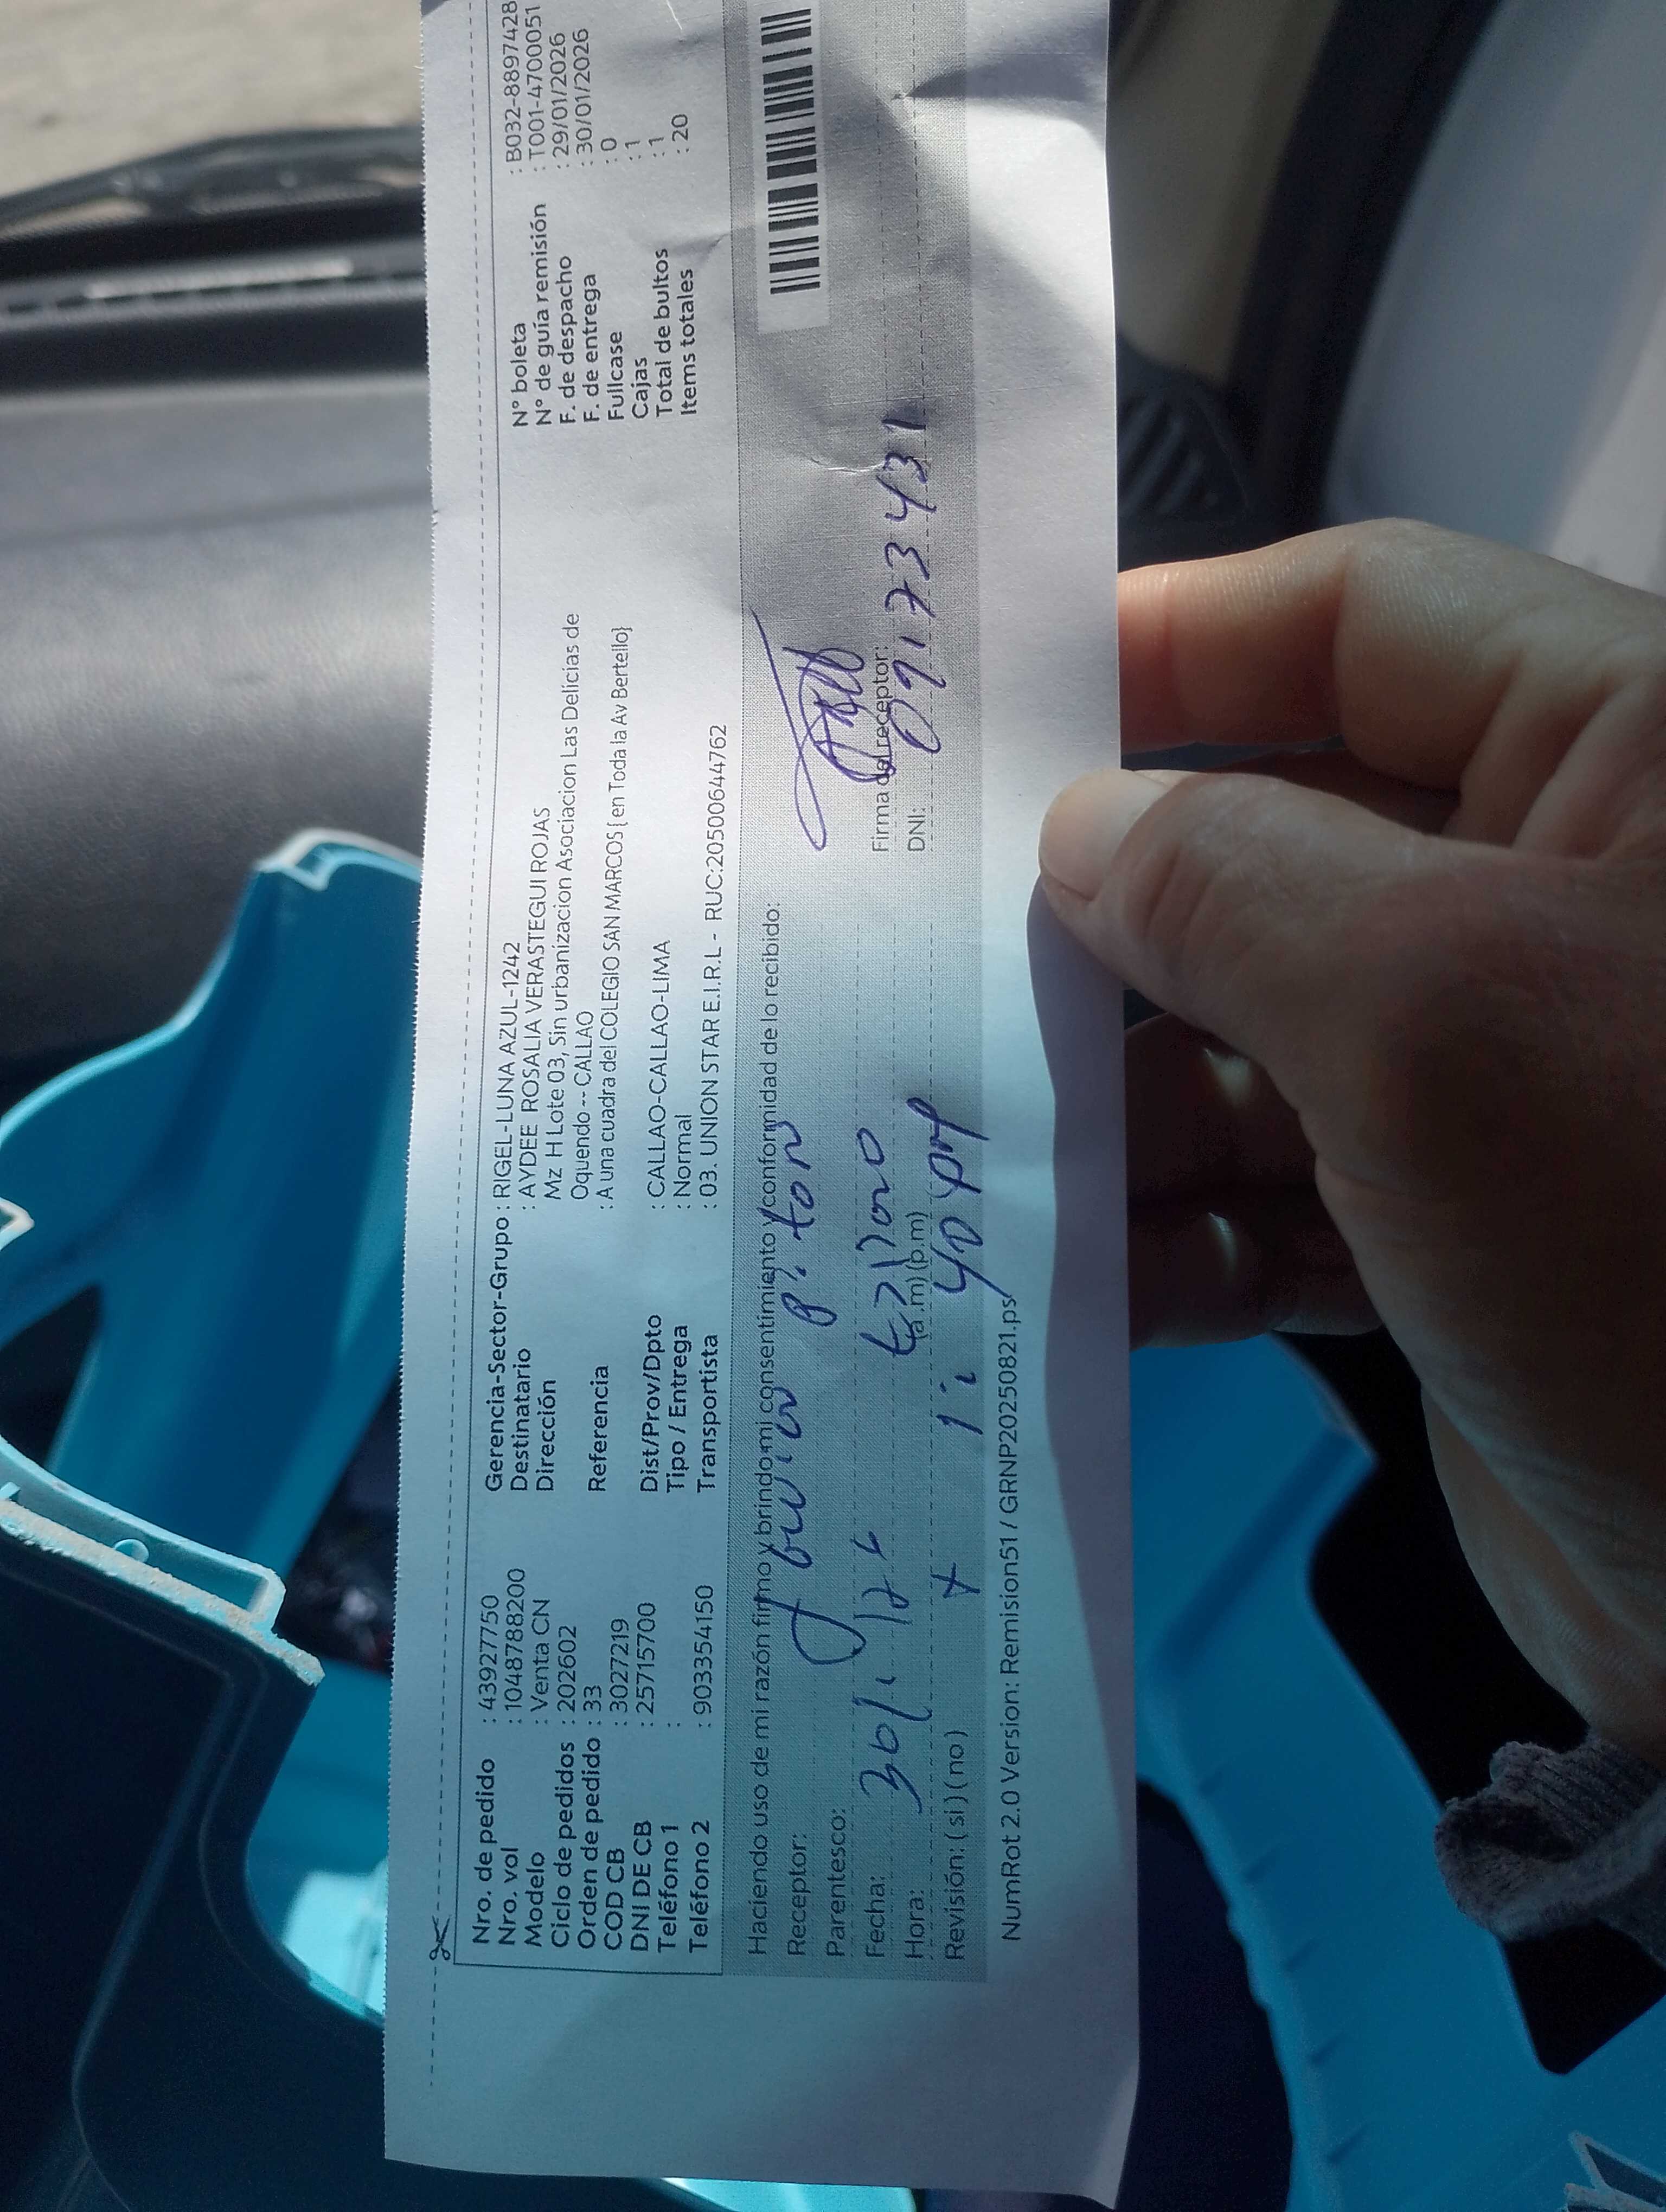 Nro. de pedido : 43927750
Nro. vol : 1048788200
Modelo : Venta CN
Ciclo de pedidos : 202602
Orden de pedido : 33
COD CB : 3027219
DNI DE CB : 25715700
Teléfono 1 :
Teléfono 2 : 903354150
Gerencia-Sector-Grupo : RIGEL-LUNA AZUL-1242
Destinatario : AYDEE ROSALIA VERASTEGUI ROJAS
Dirección Mz H Lote 03, Sin urbanizacion Asociacion Las Delicias de
Oquendo -- CALLAO
Referencia : A una cuadra del COLEGIO SAN MARCOS {en Toda la Av Bertello}
Dist/Prov/Dpto : CALLAO-CALLAO-LIMA
Tipo / Entrega : Normal
Transportista : 03. UNION STAR E.I.R.L - RUC:20500644762
N° boleta : B032-8897428
N° de guía remisión : T001-4700051
F. de despacho : 29/01/2026
F. de entrega : 30/01/2026
Fullcase : 0
Cajas : 1
Total de bultos : 1
Items totales : 20
Haciendo uso de mi razón firmo y brindo mi consentimiento y conformidad de lo recibido:
Receptor:
Parentesco:
Fecha:
Hora: (a.m) (p.m)
Revisión: ( si ) ( no )
Firma del receptor:
DNI: 09173431
NumRot 2.0 Version: Remision51 / GRNP20250821.ps